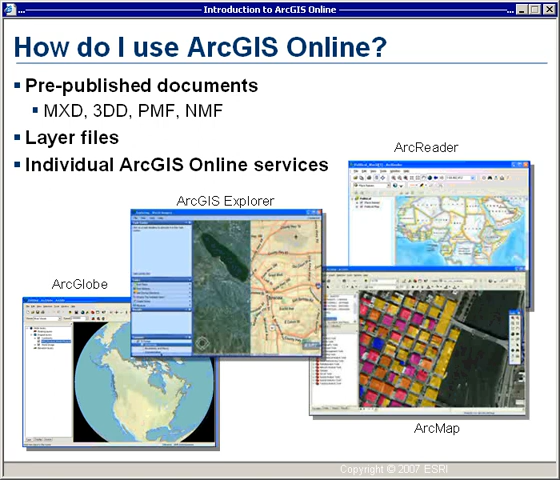 Introduction to ArcGIS Online
How do I use ArcGIS Online?
Pre-published documents
MXD, 3DD, PMF, NMF
Layer files
Individual ArcGIS Online services
ArcReader
ArcGIS Explorer
ArcGlobe
ArcMap
Copyright © 2007 ESRI